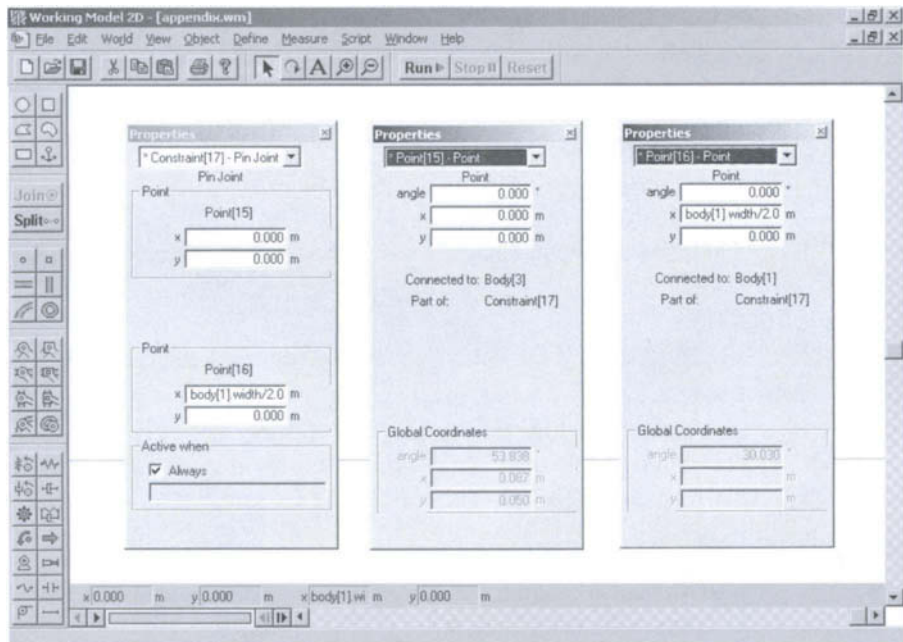 Working Model 2D - [appendix.wm]
File Edit World View Object Define Measure Script Window Help
A Run Stop Reset
Join
Split
Properties
* Constraint[17] - Pin Joint
Pin Joint
Point
Point[15]
x 0.000 m
y 0.000 m
Point
Point[16]
x body[1].width/2.0 m
y 0.000 m
Active when
Always
Properties
* Point[15] - Point
Point
angle 0.000 °
x 0.000 m
y 0.000 m
Connected to: Body[3]
Part of: Constraint[17]
Global Coordinates
angle 53.838 °
x 0.087 m
y 0.050 m
Properties
* Point[16] - Point
Point
angle 0.000 °
x body[1].width/2.0 m
y 0.000 m
Connected to: Body[1]
Part of: Constraint[17]
Global Coordinates
angle 30.030 °
x m
y m
x 0.000 m y 0.000 m x body[1].wi m y 0.000 m